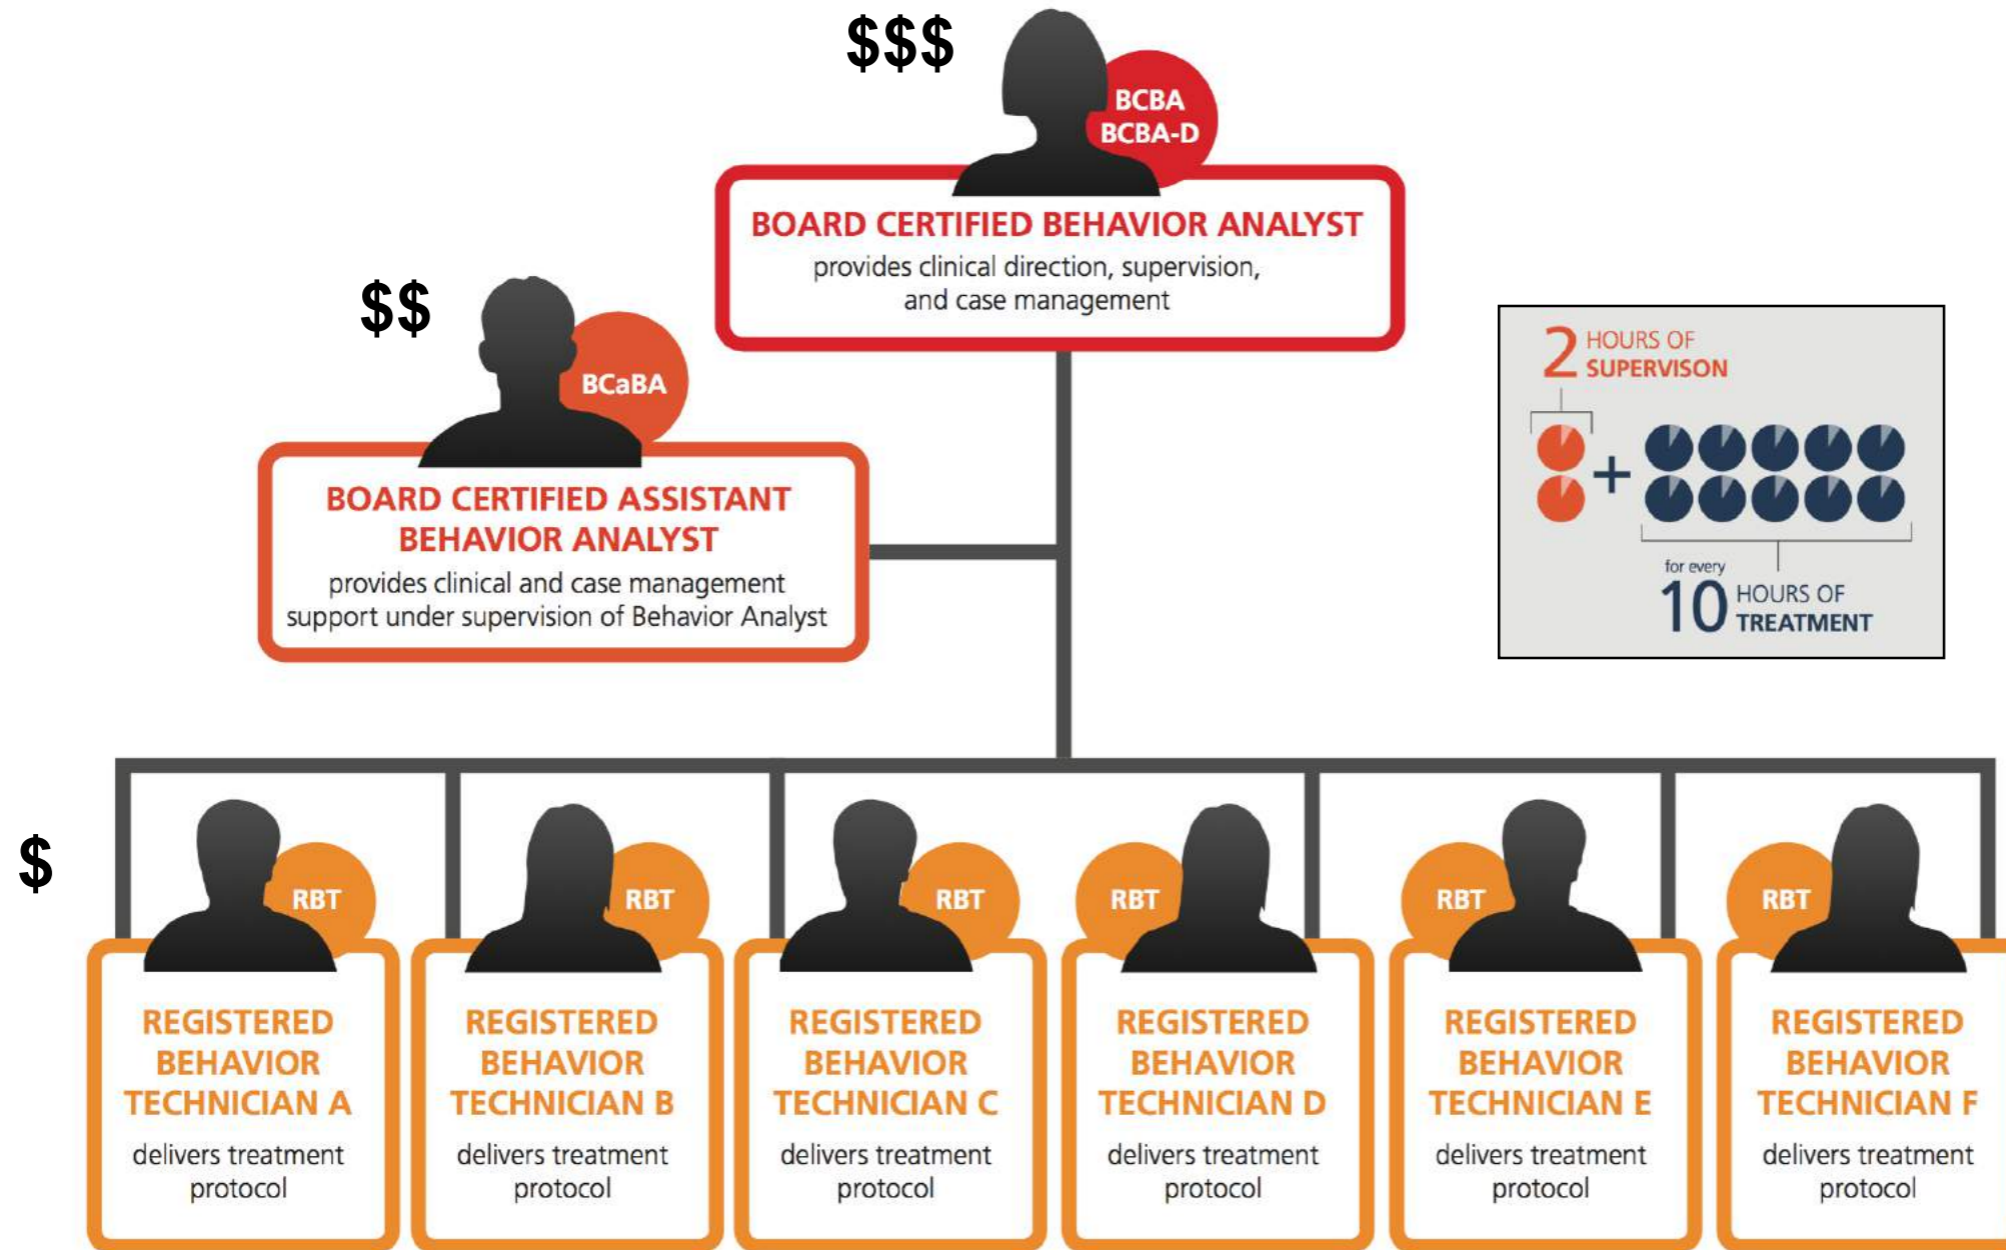 $$$
BCBA
BCBA-D
BOARD CERTIFIED BEHAVIOR ANALYST
provides clinical direction, supervision,
and case management
$$
BCaBA
BOARD CERTIFIED ASSISTANT
BEHAVIOR ANALYST
provides clinical and case management
support under supervision of Behavior Analyst
2 HOURS OF
SUPERVISON
+
for every
10 HOURS OF
TREATMENT
$
RBT
REGISTERED
BEHAVIOR
TECHNICIAN A
delivers treatment
protocol
RBT
REGISTERED
BEHAVIOR
TECHNICIAN B
delivers treatment
protocol
RBT
REGISTERED
BEHAVIOR
TECHNICIAN C
delivers treatment
protocol
RBT
REGISTERED
BEHAVIOR
TECHNICIAN D
delivers treatment
protocol
RBT
REGISTERED
BEHAVIOR
TECHNICIAN E
delivers treatment
protocol
RBT
REGISTERED
BEHAVIOR
TECHNICIAN F
delivers treatment
protocol